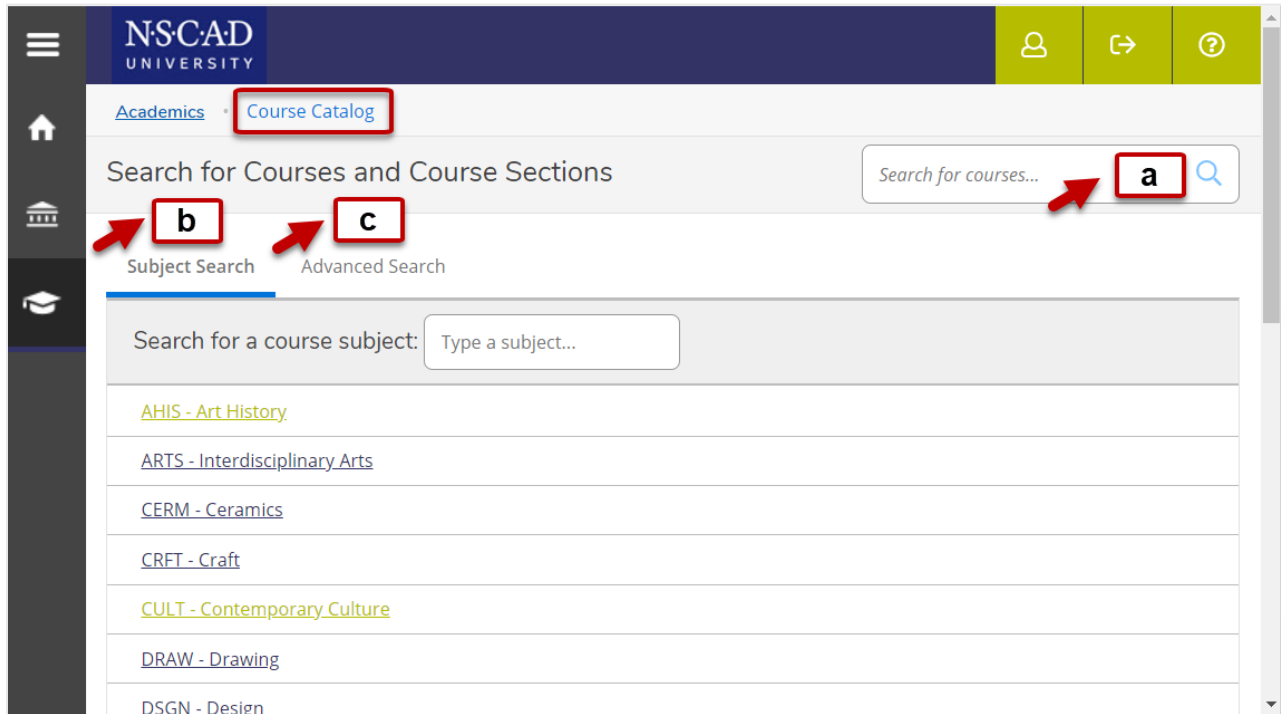 N·S·C·A·D
UNIVERSITY
Academics • Course Catalog
Search for Courses and Course Sections
Search for courses...
a
b
c
Subject Search
Advanced Search
Search for a course subject:
Type a subject...
AHIS - Art History
ARTS - Interdisciplinary Arts
CERM - Ceramics
CRFT - Craft
CULT - Contemporary Culture
DRAW - Drawing
DSGN - Design